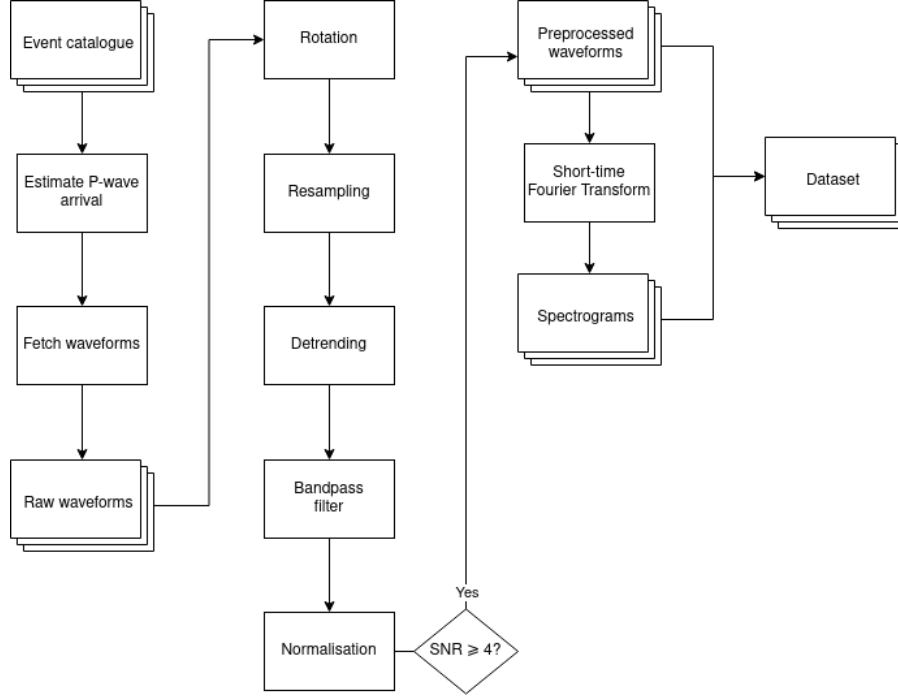 Event catalogue
Estimate P-wave
arrival
Fetch waveforms
Raw waveforms
Rotation
Resampling
Detrending
Bandpass
filter
Normalisation
SNR ⩾ 4?
Yes
Preprocessed
waveforms
Short-time
Fourier Transform
Spectrograms
Dataset